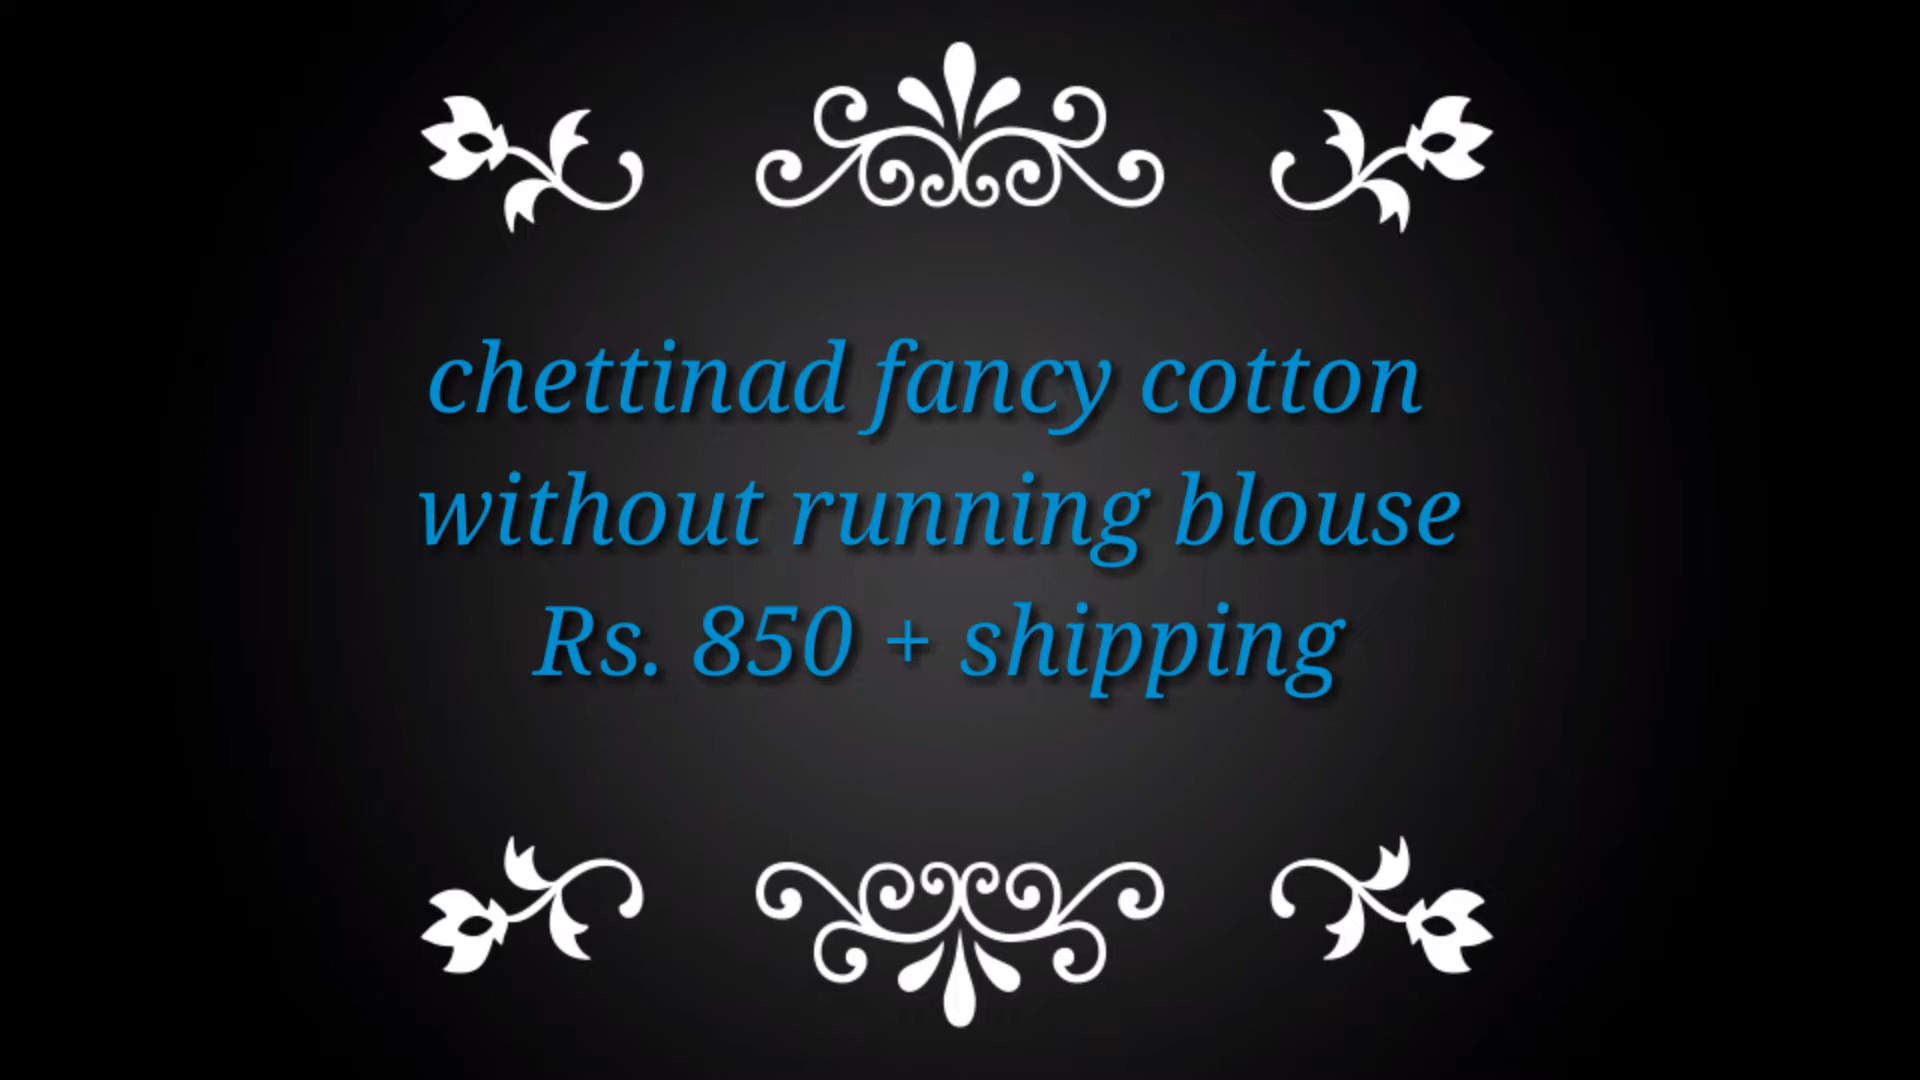 chettinad fancy cotton
without running blouse
Rs. 850 + shipping